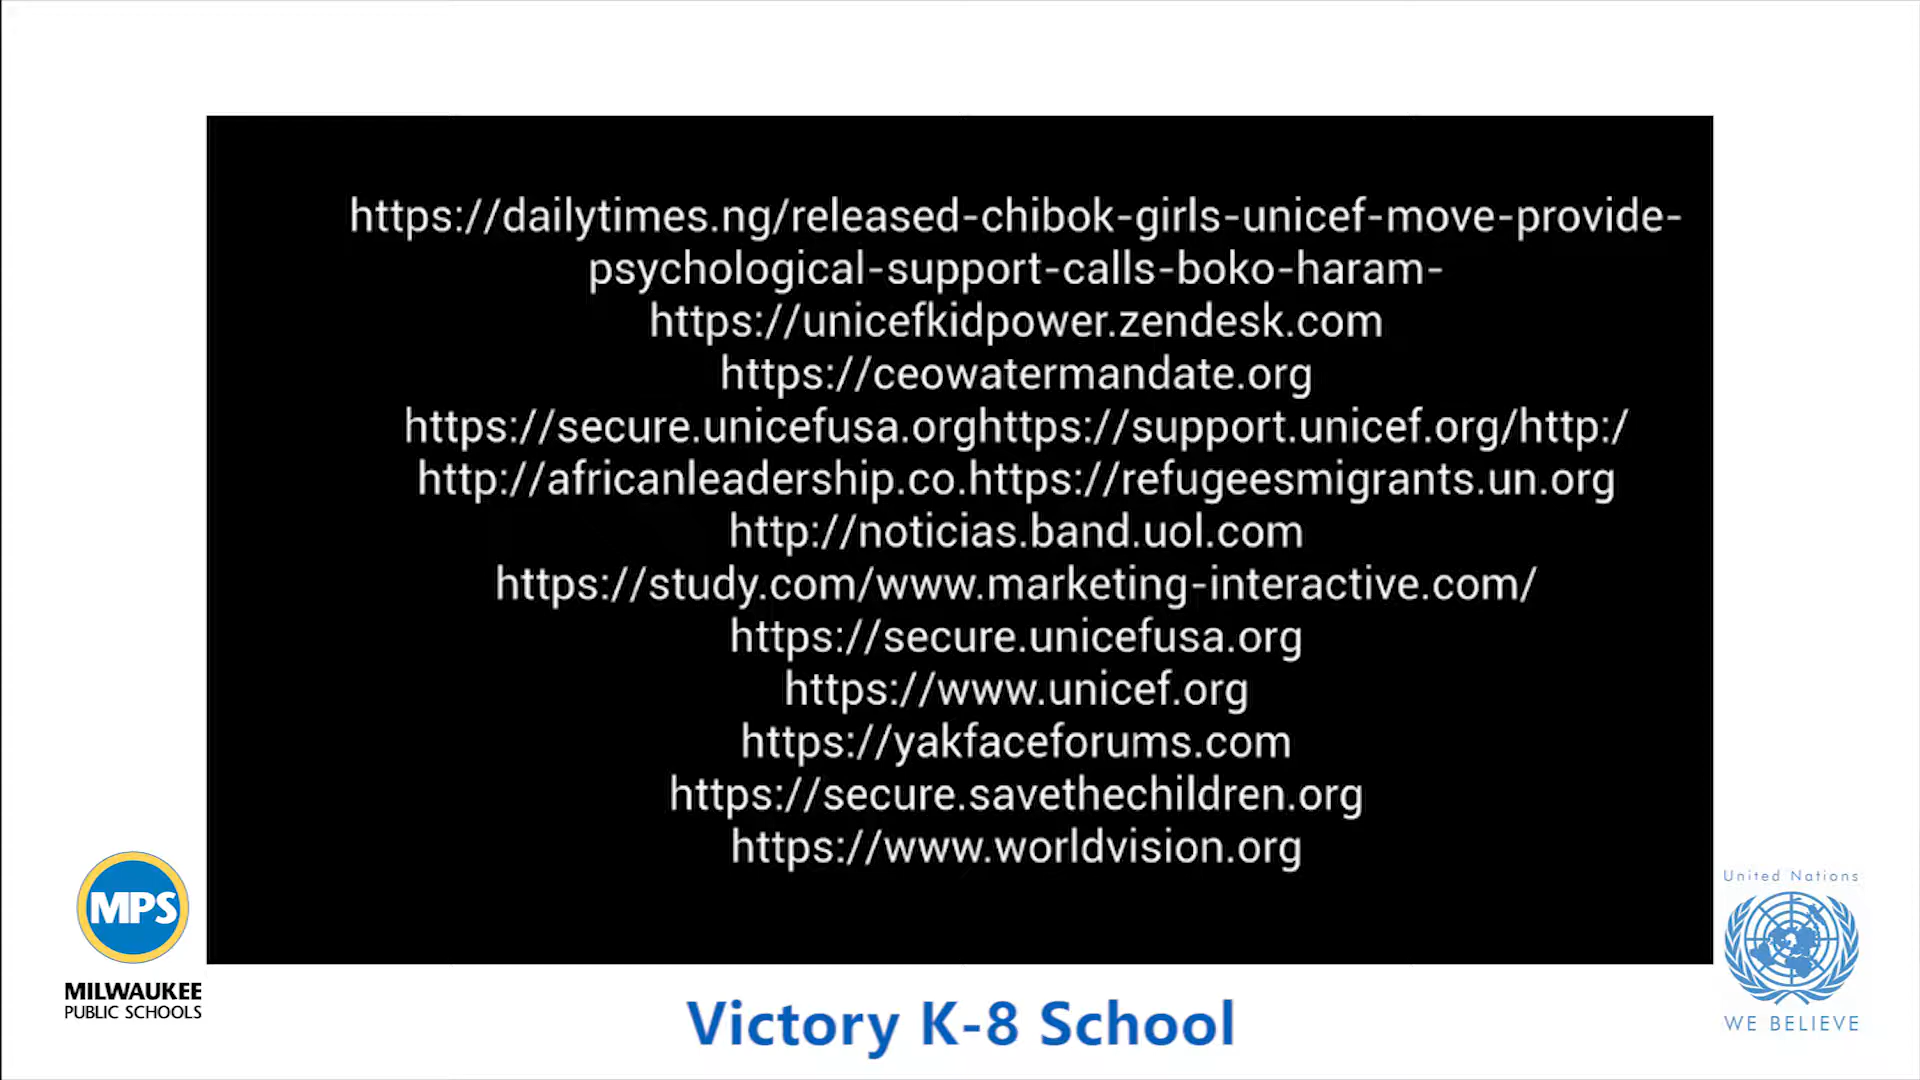 https://dailytimes.ng/released-chibok-girls-unicef-move-provide-
psychological-support-calls-boko-haram-
https://unicefkidpower.zendesk.com
https://ceowatermandate.org
https://secure.unicefusa.orghttps://support.unicef.org/http:/
http://africanleadership.co.https://refugeesmigrants.un.org
http://noticias.band.uol.com
https://study.com/www.marketing-interactive.com/
https://secure.unicefusa.org
https://www.unicef.org
https://yakfaceforums.com
https://secure.savethechildren.org
https://www.worldvision.org
MPS
MILWAUKEE
PUBLIC SCHOOLS
Victory K-8 School
United Nations
WE BELIEVE